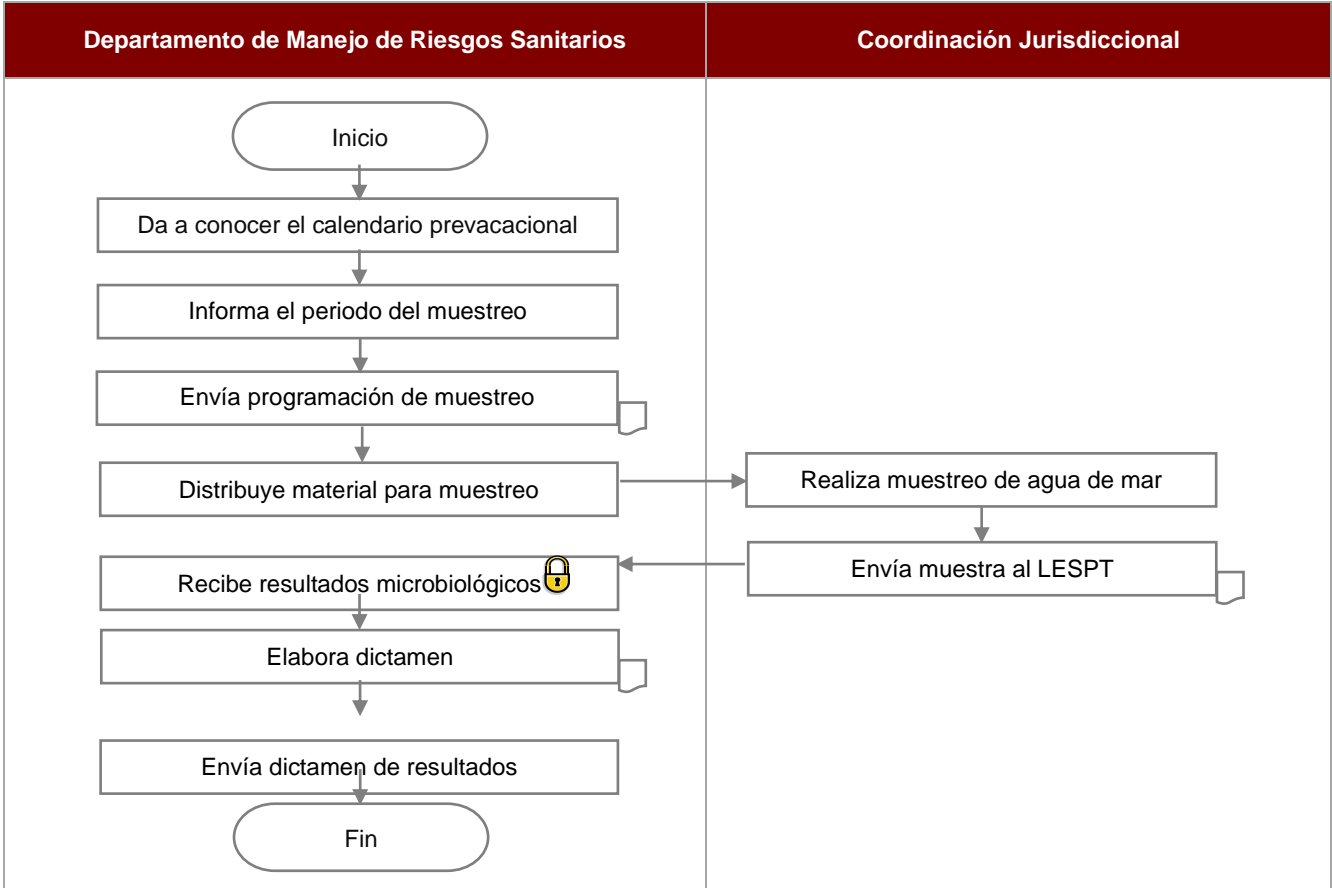 Departamento de Manejo de Riesgos Sanitarios
Coordinación Jurisdiccional
Inicio
Da a conocer el calendario prevacacional
Informa el periodo del muestreo
Envía programación de muestreo
Distribuye material para muestreo
Realiza muestreo de agua de mar
Envía muestra al LESPT
Recibe resultados microbiológicos
Elabora dictamen
Envía dictamen de resultados
Fin